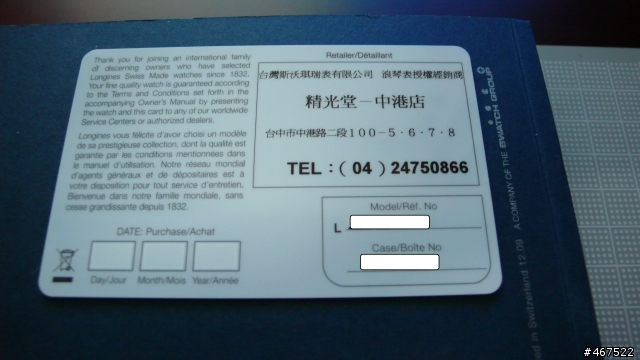 Thank you for joining an international family
of discerning owners who have selected
Longines Swiss Made watches since 1832.
Your fine quality watch is guaranteed according
to the Terms and Conditions set forth in the
accompanying Owner's Manual by presenting
the watch and this card to any of our worldwide
Service Centers or authorized dealers.
Longines vous félicite d'avoir choisi un modèle
de sa prestigieuse collection, dont la qualité est
garantie par les conditions mentionnées dans
le manuel d'utilisation. Notre réseau mondial
d'agents généraux et de dépositaires est à
votre disposition pour tout service d'entretien.
Bienvenue dans notre famille mondiale, sans
cesse grandissante depuis 1832.
DATE: Purchase/Achat
Day/Jour Month/Mois Year/Année
Retailer/Détaillant
台灣斯沃琪瑞表有限公司 浪琴表授權經銷商
精光堂－中港店
台中市中港路二段100-5・6・7・8
TEL：(04)24750866
Model/Réf. No
L
Case/Boîte No
A COMPANY OF THE SWATCH GROUP
in Switzerland 12.09
#467522